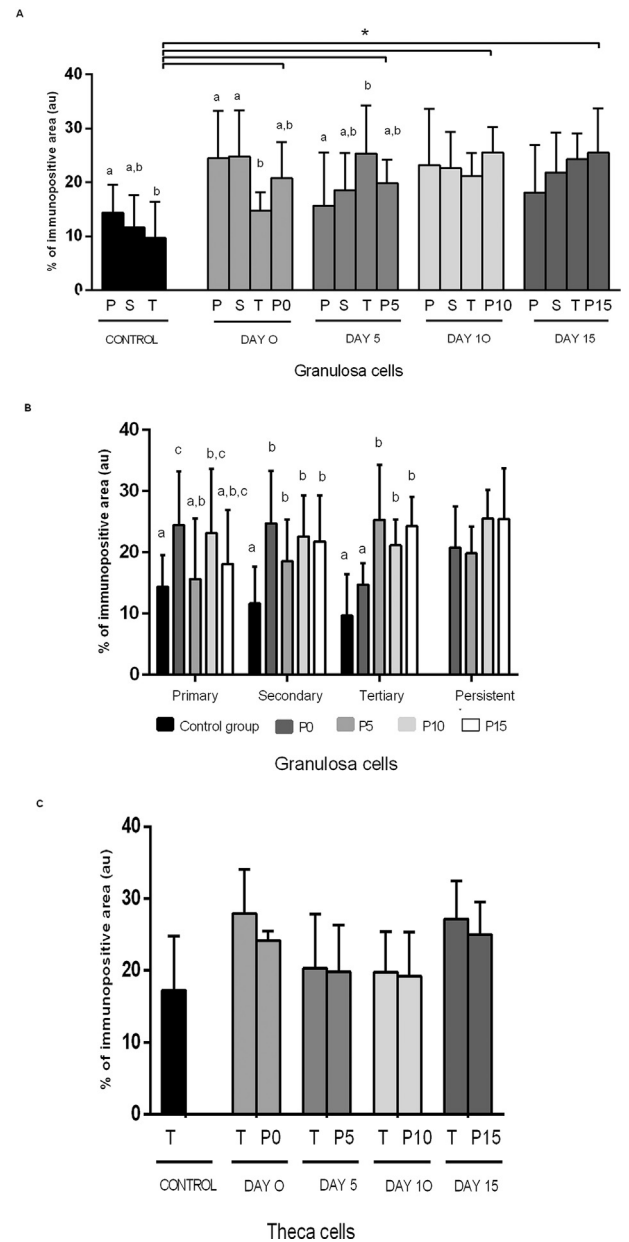 A
*
% of immunopositive area (au)
40
30
20
10
0
a a,b b
a a b a,b
a a,b b a,b
P S T P S T P0 P S T P5 P S T P10 P S T P15
CONTROL DAY O DAY 5 DAY 1O DAY 15
Granulosa cells
B
% of immunopositive area (au)
40
30
20
10
0
a c a,b b,c a,b,c
a b b b b
a a b b b
Primary Secondary Tertiary Persistent
Control group P0 P5 P10 P15
Granulosa cells
C
% of immunopositive area (au)
40
30
20
10
0
T T P0 T P5 T P10 T P15
CONTROL DAY O DAY 5 DAY 1O DAY 15
Theca cells